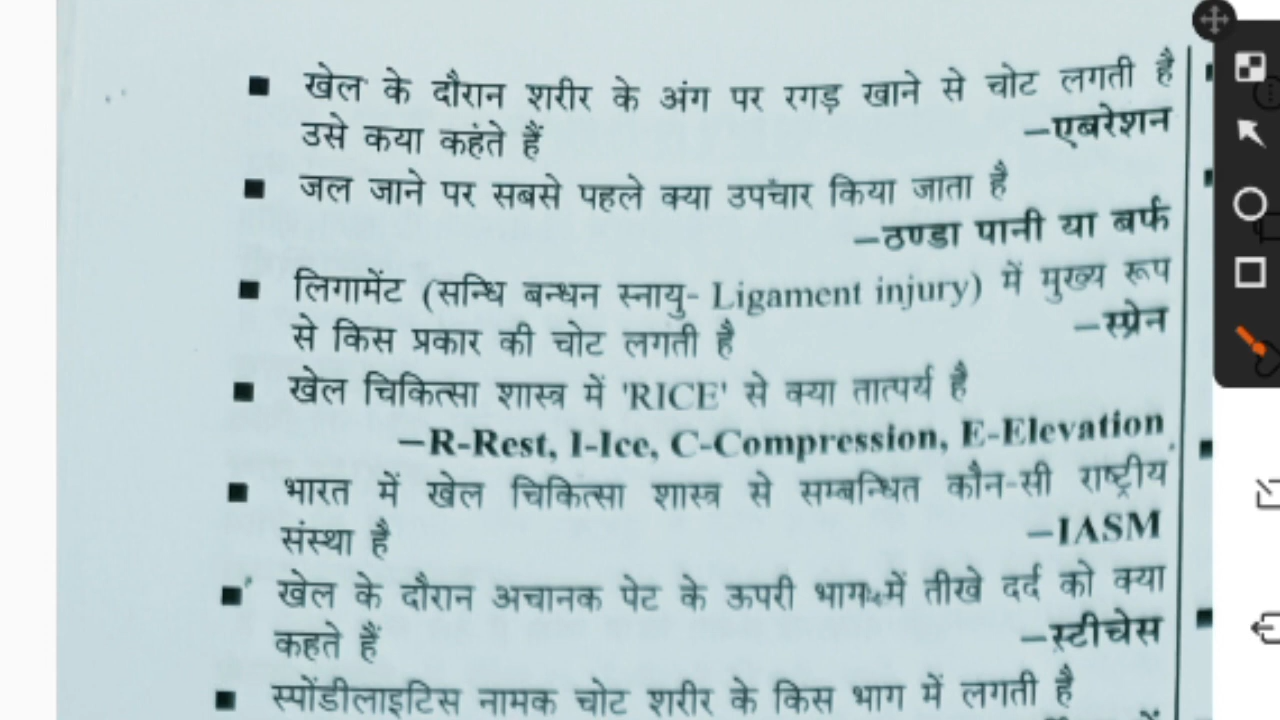 ■ खेल के दौरान शरीर के अंग पर रगड़ खाने से चोट लगती है
उसे कया कहंते हैं –एबरेशन
■ जल जाने पर सबसे पहले क्या उपचार किया जाता है
–ठण्डा पानी या बर्फ
■ लिगामेंट (सन्धि बन्धन स्नायु- Ligament injury) में मुख्य रूप
से किस प्रकार की चोट लगती है –स्प्रेन
■ खेल चिकित्सा शास्त्र में 'RICE' से क्या तात्पर्य है
–R-Rest, I-Ice, C-Compression, E-Elevation
■ भारत में खेल चिकित्सा शास्त्र से सम्बन्धित कौन-सी राष्ट्रीय
संस्था है –IASM
■ खेल के दौरान अचानक पेट के ऊपरी भाग में तीखे दर्द को क्या
कहते हैं –स्टीचेस
■ स्पोंडीलाइटिस नामक चोट शरीर के किस भाग में लगती है